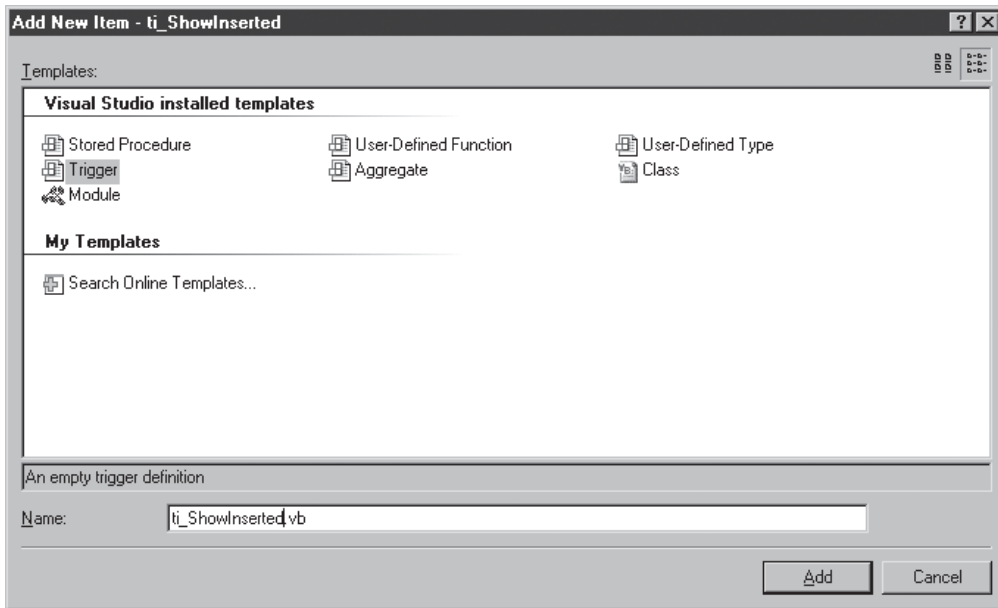 Add New Item - ti_ShowInserted
Templates:
Visual Studio installed templates
Stored Procedure User-Defined Function User-Defined Type
Trigger Aggregate Class
Module
My Templates
Search Online Templates...
An empty trigger definition
Name: ti_ShowInserted.vb
Add Cancel